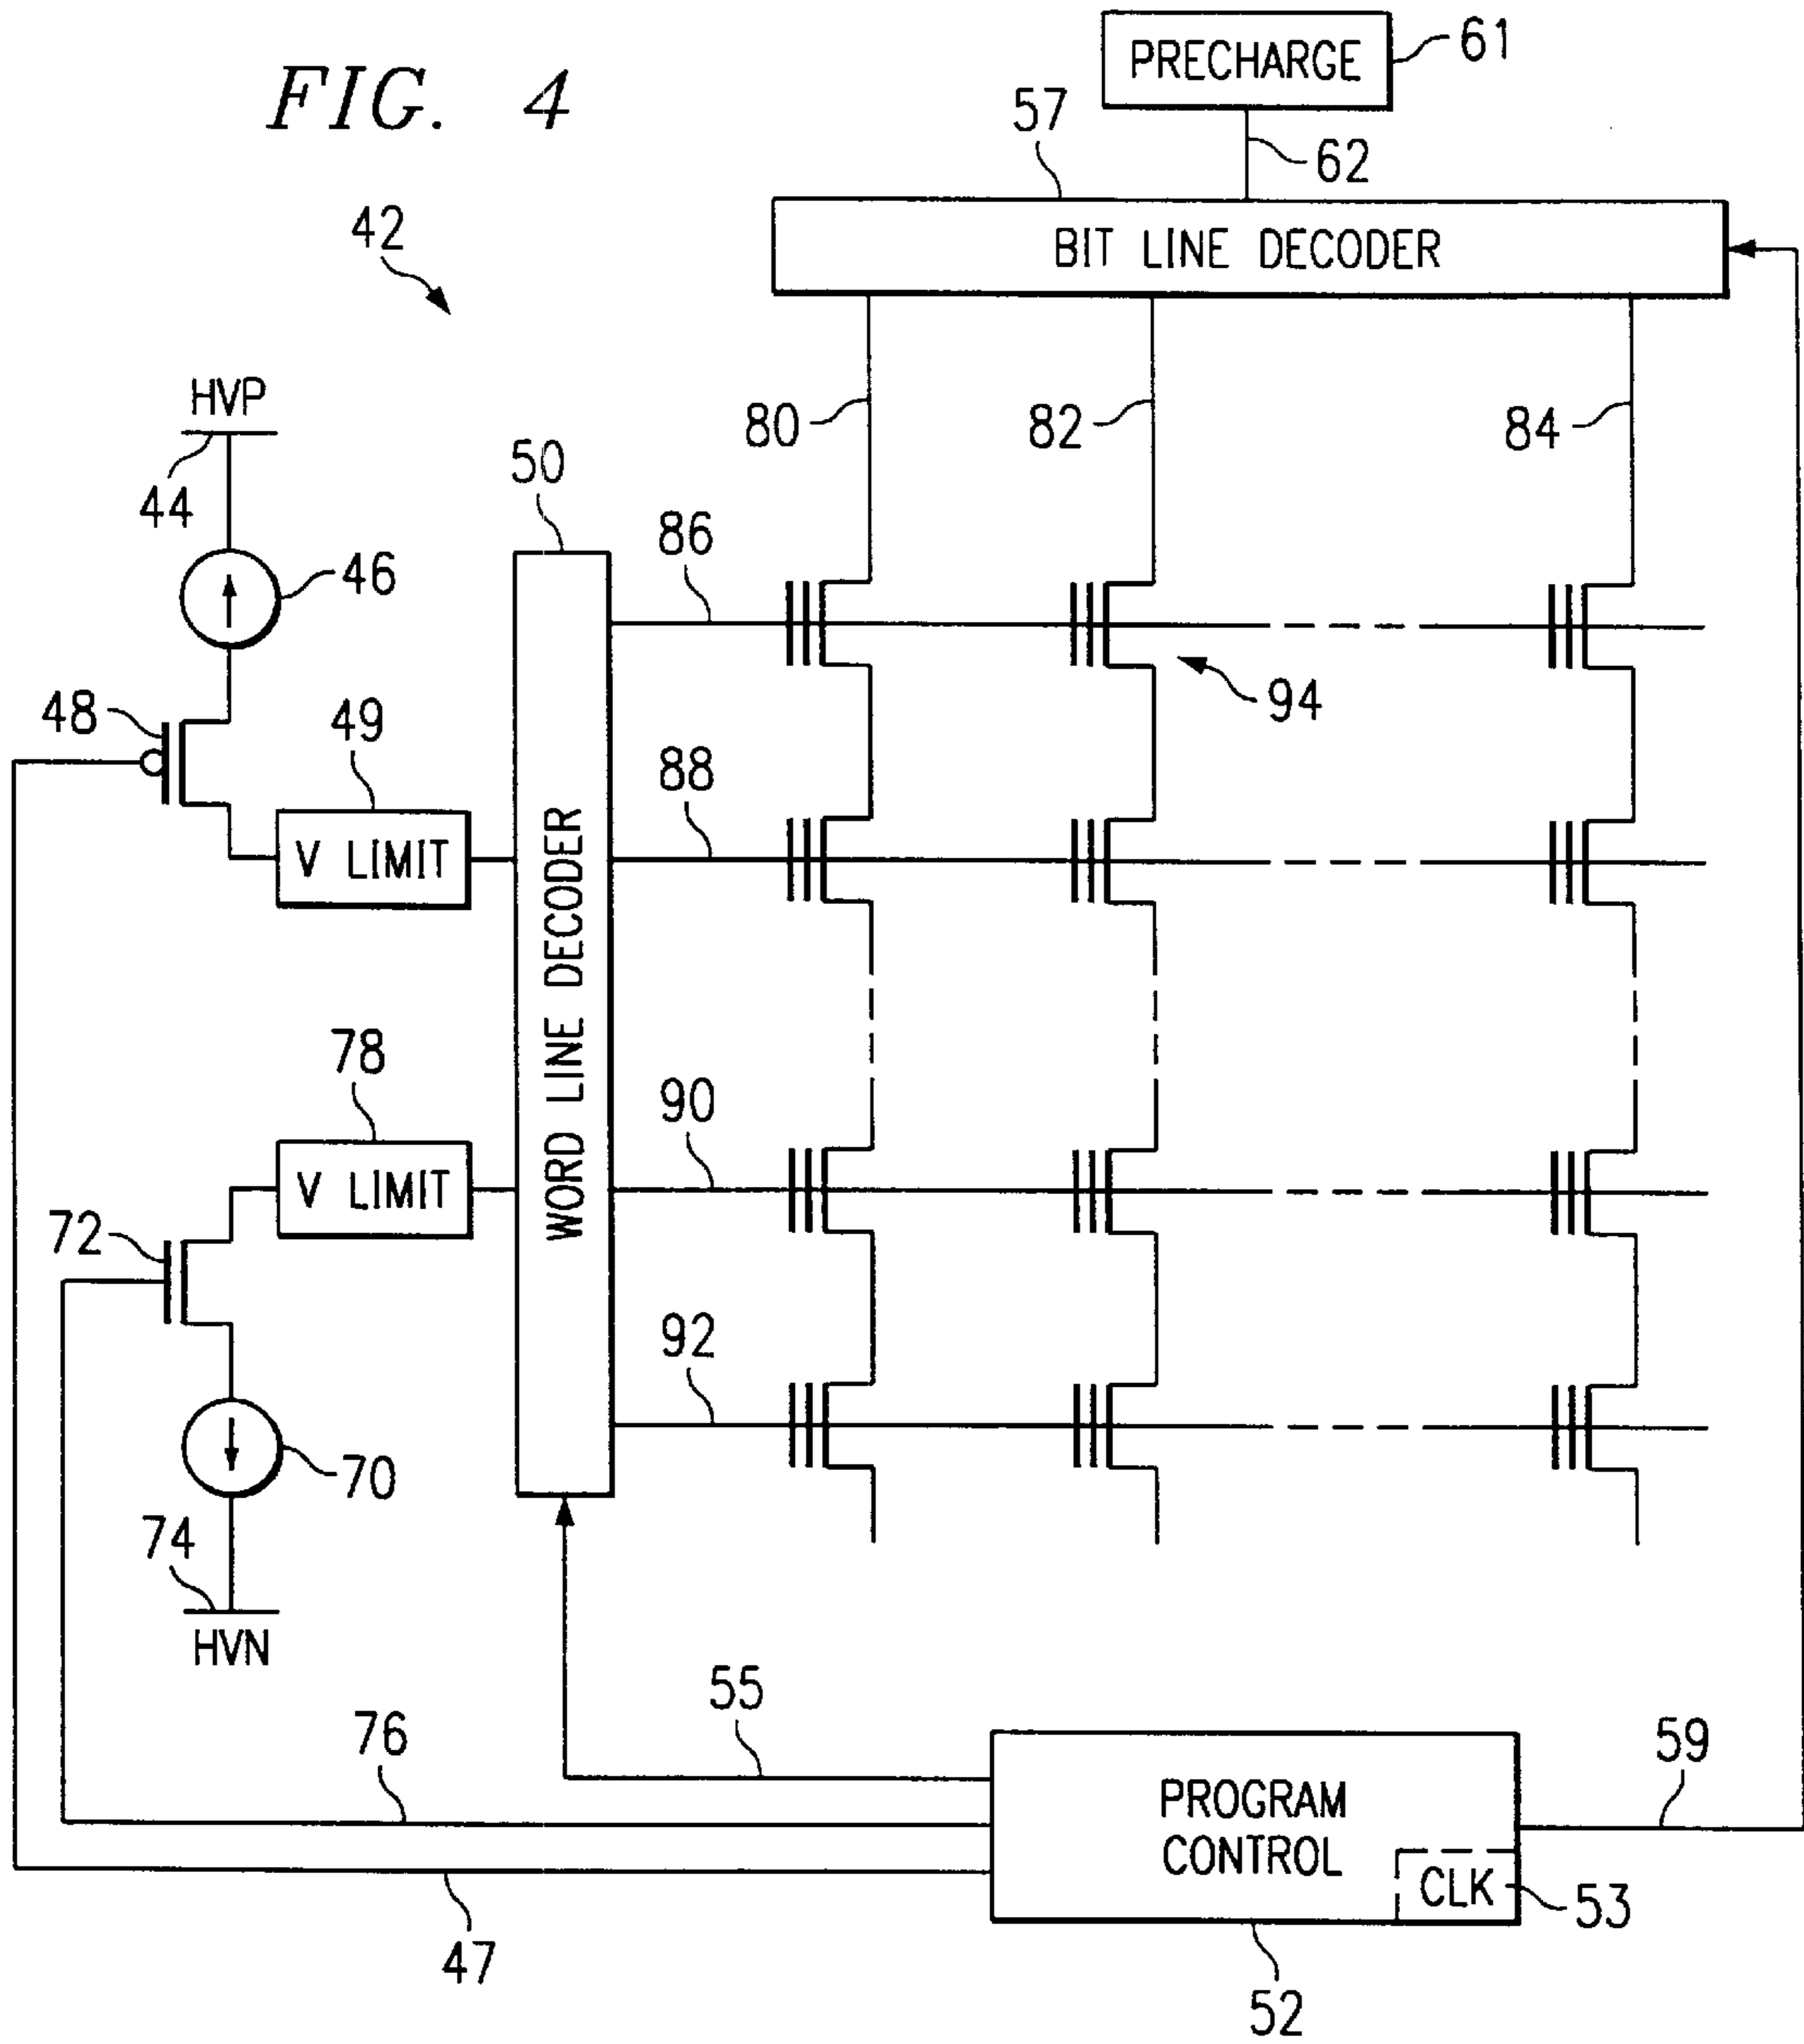 FIG. 4
PRECHARGE
61
57
62
42
BIT LINE DECODER
HVP
44
80
82
84
50
46
86
94
48
49
88
V LIMIT
WORD LINE DECODER
78
90
V LIMIT
72
92
70
74
HVN
55
76
59
PROGRAM
CONTROL
CLK
53
47
52